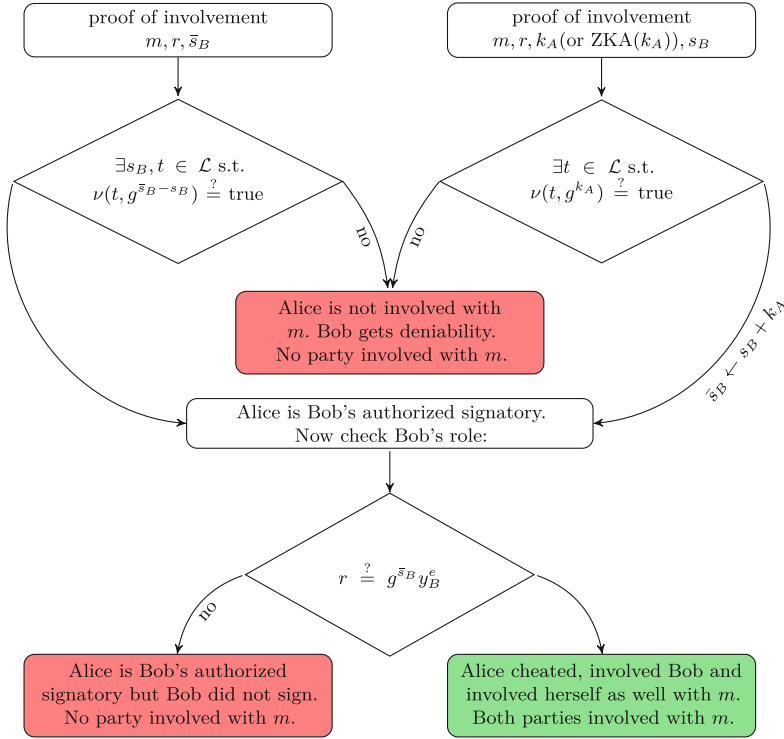 proof of involvement
m, r, s̄_B
proof of involvement
m, r, k_A(or ZKA(k_A)), s_B
∃s_B, t ∈ ℒ s.t.
ν(t, g^{s̄_B−s_B}) ≟ true
∃t ∈ ℒ s.t.
ν(t, g^{k_A}) ≟ true
no
no
Alice is not involved with
m. Bob gets deniability.
No party involved with m.
s̄_B ← s_B + k_A
Alice is Bob's authorized signatory.
Now check Bob's role:
r ≟ g^{s̄_B} y_B^e
no
Alice is Bob's authorized
signatory but Bob did not sign.
No party involved with m.
Alice cheated, involved Bob and
involved herself as well with m.
Both parties involved with m.